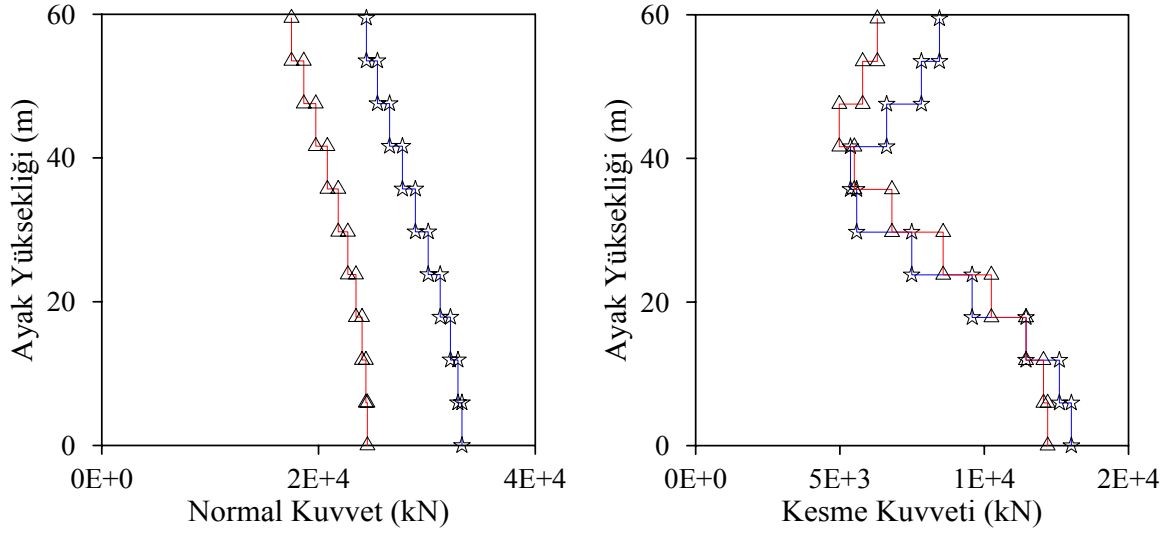 60
40
20
0
Ayak Yüksekliği (m)
0E+0 2E+4 4E+4
Normal Kuvvet (kN)
60
40
20
0
Ayak Yüksekliği (m)
0E+0 5E+3 1E+4 2E+4
Kesme Kuvveti (kN)